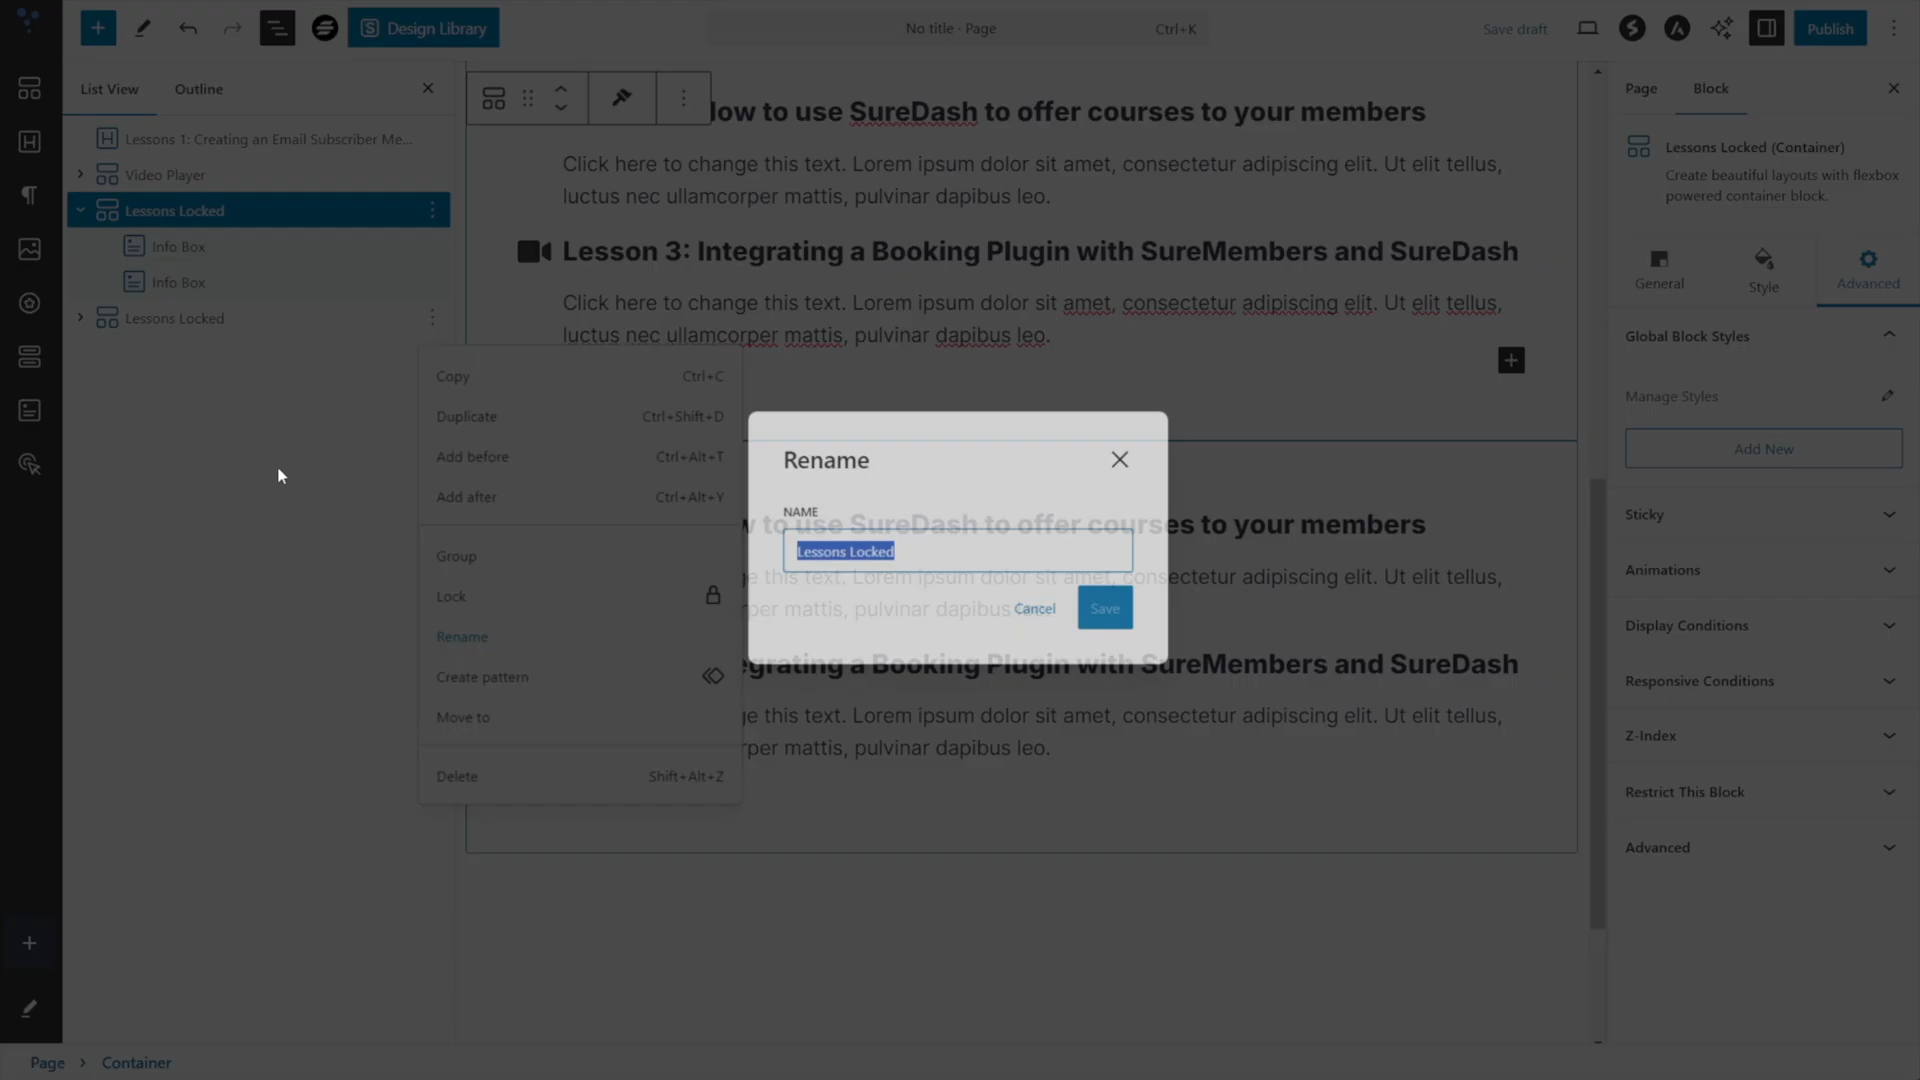 Design Library
No title · Page
Ctrl+K
Save draft
Publish
List View
Outline
Lessons 1: Creating an Email Subscriber Me...
Video Player
Lessons Locked
Info Box
Info Box
Lessons Locked
low to use SureDash to offer courses to your members
Click here to change this text. Lorem ipsum dolor sit amet, consectetur adipiscing elit. Ut elit tellus,
luctus nec ullamcorper mattis, pulvinar dapibus leo.
Lesson 3: Integrating a Booking Plugin with SureMembers and SureDash
Click here to change this text. Lorem ipsum dolor sit amet, consectetur adipiscing elit. Ut elit tellus,
luctus nec ullamcorper mattis, pulvinar dapibus leo.
Copy Ctrl+C
Duplicate Ctrl+Shift+D
Add before Ctrl+Alt+T
Add after Ctrl+Alt+Y
Group
Lock
Rename
Create pattern
Move to
Delete Shift+Alt+Z
Rename
NAME
Lessons Locked
Cancel
Save
w to use SureDash to offer courses to your members
ge this text. Lorem ipsum dolor sit amet, consectetur adipiscing elit. Ut elit tellus,
rper mattis, pulvinar dapibus
egrating a Booking Plugin with SureMembers and SureDash
ge this text. Lorem ipsum dolor sit amet, consectetur adipiscing elit. Ut elit tellus,
rper mattis, pulvinar dapibus leo.
Page
Block
Lessons Locked (Container)
Create beautiful layouts with flexbox
powered container block.
General
Style
Advanced
Global Block Styles
Manage Styles
Add New
Sticky
Animations
Display Conditions
Responsive Conditions
Z-Index
Restrict This Block
Advanced
Page
Container